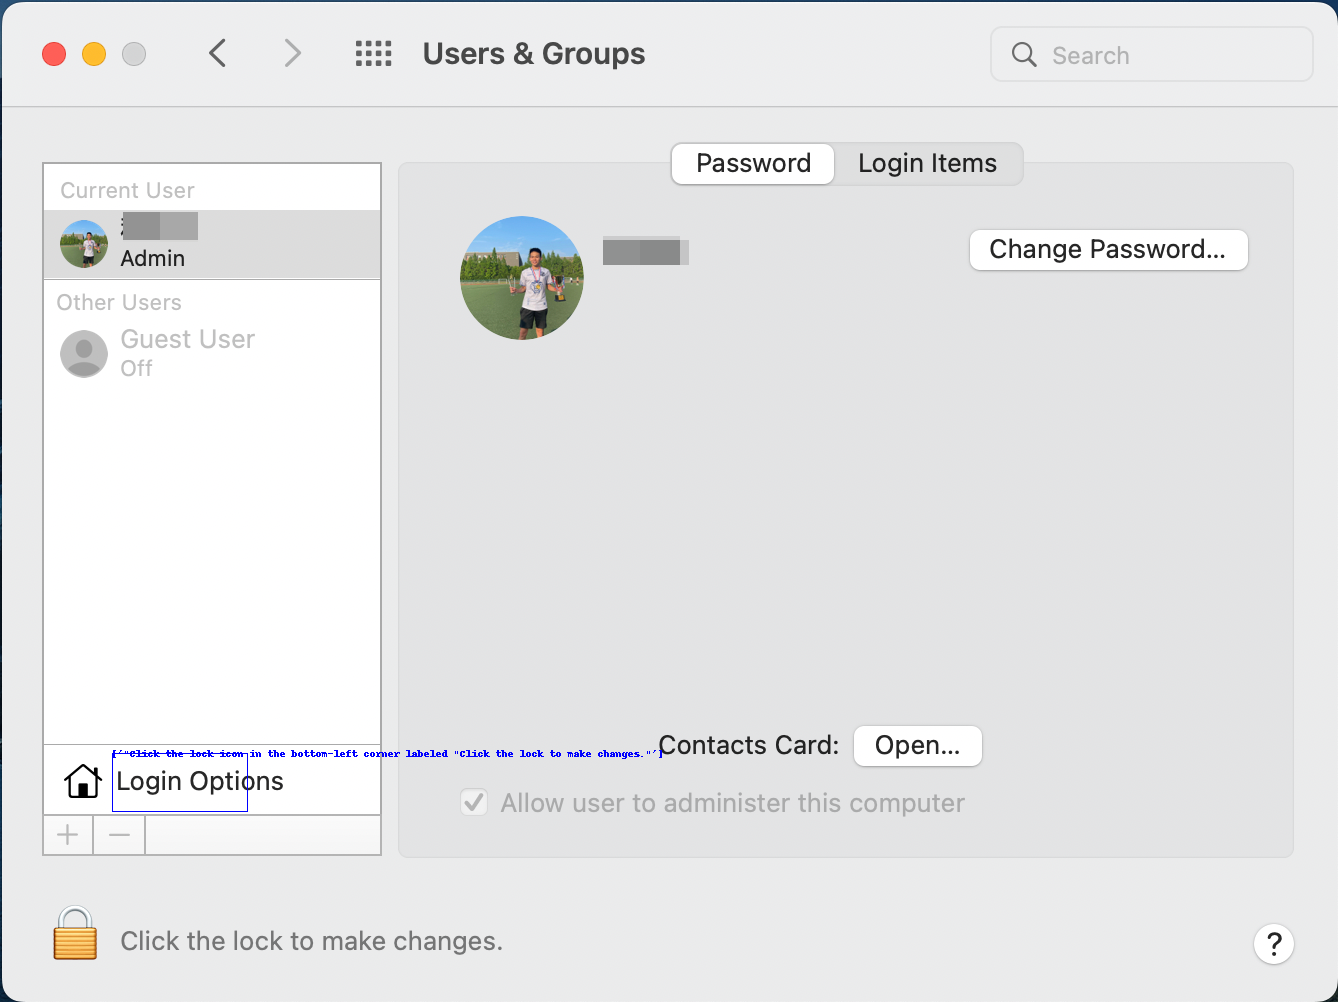 Users & Groups
Search
Password
Login Items
Current User
Admin
Change Password...
Other Users
Guest User
Off
['"Click the lock icon in the bottom-left corner labeled "Click the lock to make changes."']
Contacts Card:
Open...
Login Options
Allow user to administer this computer
+
—
Click the lock to make changes.
?